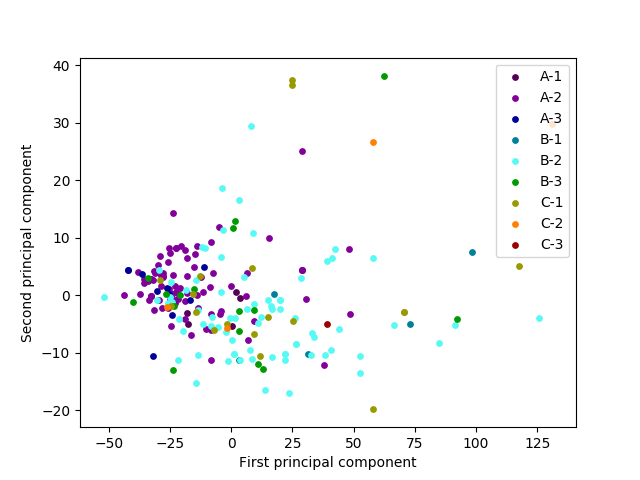 40
30
20
10
0
−10
−20
Second principal component
−50
−25
0
25
50
75
100
125
First principal component
A-1
A-2
A-3
B-1
B-2
B-3
C-1
C-2
C-3